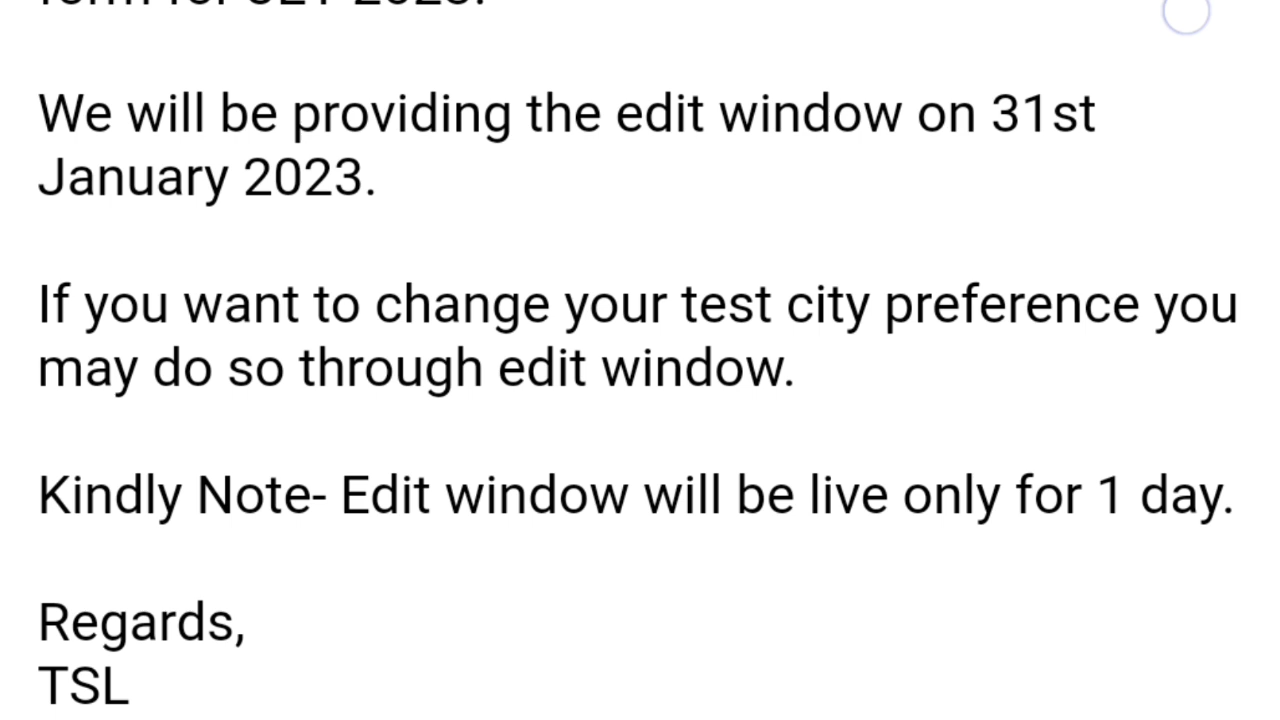 We will be providing the edit window on 31st
January 2023.
If you want to change your test city preference you
may do so through edit window.
Kindly Note- Edit window will be live only for 1 day.
Regards,
TSL